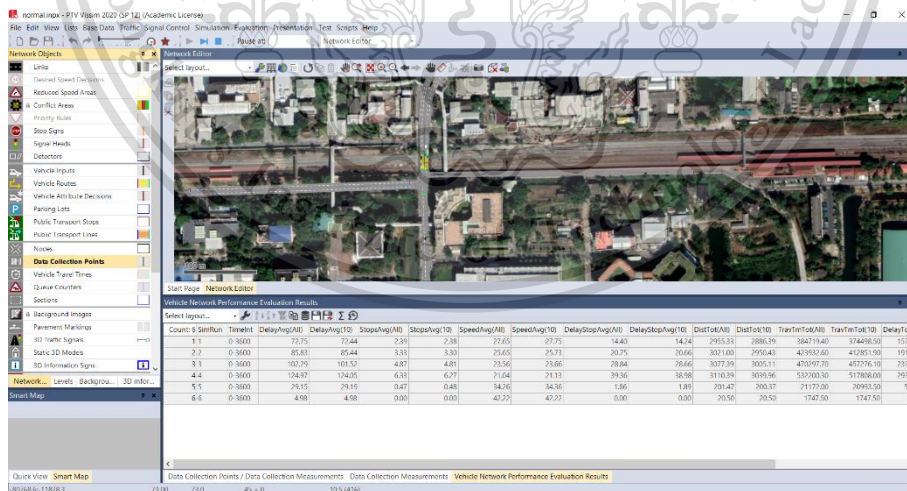 normal.inpx - PTV Vissim 2020 (SP 12) (Academic License)
File Edit View Lists Base Data Traffic Signal Control Simulation Evaluation Presentation Test Scripts Help
Pause at: Network Editor
Network Objects
Links
Desired Speed Decisions
Reduced Speed Areas
Conflict Areas
Priority Rules
Stop Signs
Signal Heads
Detectors
Vehicle Inputs
Vehicle Routes
Vehicle Attribute Decisions
Parking Lots
Public Transport Stops
Public Transport Lines
Nodes
Data Collection Points
Vehicle Travel Times
Queue Counters
Sections
Background Images
Pavement Markings
3D Traffic Signals
Static 3D Models
3D Information Signs
Network... Levels Backgrou... 3D Infor...
Smart Map
Quick View Smart Map
Network Editor
Select layout...
Start Page Network Editor
Vehicle Network Performance Evaluation Results
Select layout...
Count: 6 SimRun TimeInt DelayAvg(All) DelayAvg(10) StopsAvg(All) StopsAvg(10) SpeedAvg(All) SpeedAvg(10) DelayStopAvg(All) DelayStopAvg(10) DistTot(All) DistTot(10) TravTmTot(All) TravTmTot(10) DelayTo
1 1 0-3600 72.75 72.44 2.39 2.38 27.65 27.75 14.40 14.24 2955.33 2886.39 384719.40 374498.50 157
2 2 0-3600 85.83 85.44 3.33 3.30 25.65 25.73 20.75 20.66 3021.00 2950.43 423932.60 412851.90 191
3 3 0-3600 102.29 101.52 4.87 4.81 23.56 23.66 28.84 28.66 3077.39 3005.11 470297.70 457276.10 233
4 4 0-3600 124.97 124.05 6.33 6.27 21.04 21.13 39.36 38.98 3110.39 3039.96 532200.30 517808.00 293
5 5 0-3600 29.15 29.19 0.47 0.48 34.26 34.36 1.86 1.89 201.47 200.37 21172.00 20993.50
6 6 0-3600 4.98 4.98 0.00 0.00 42.22 42.22 0.00 0.00 20.50 20.50 1747.50 1747.50
Data Collection Points / Data Collection Measurements Data Collection Measurements Vehicle Network Performance Evaluation Results